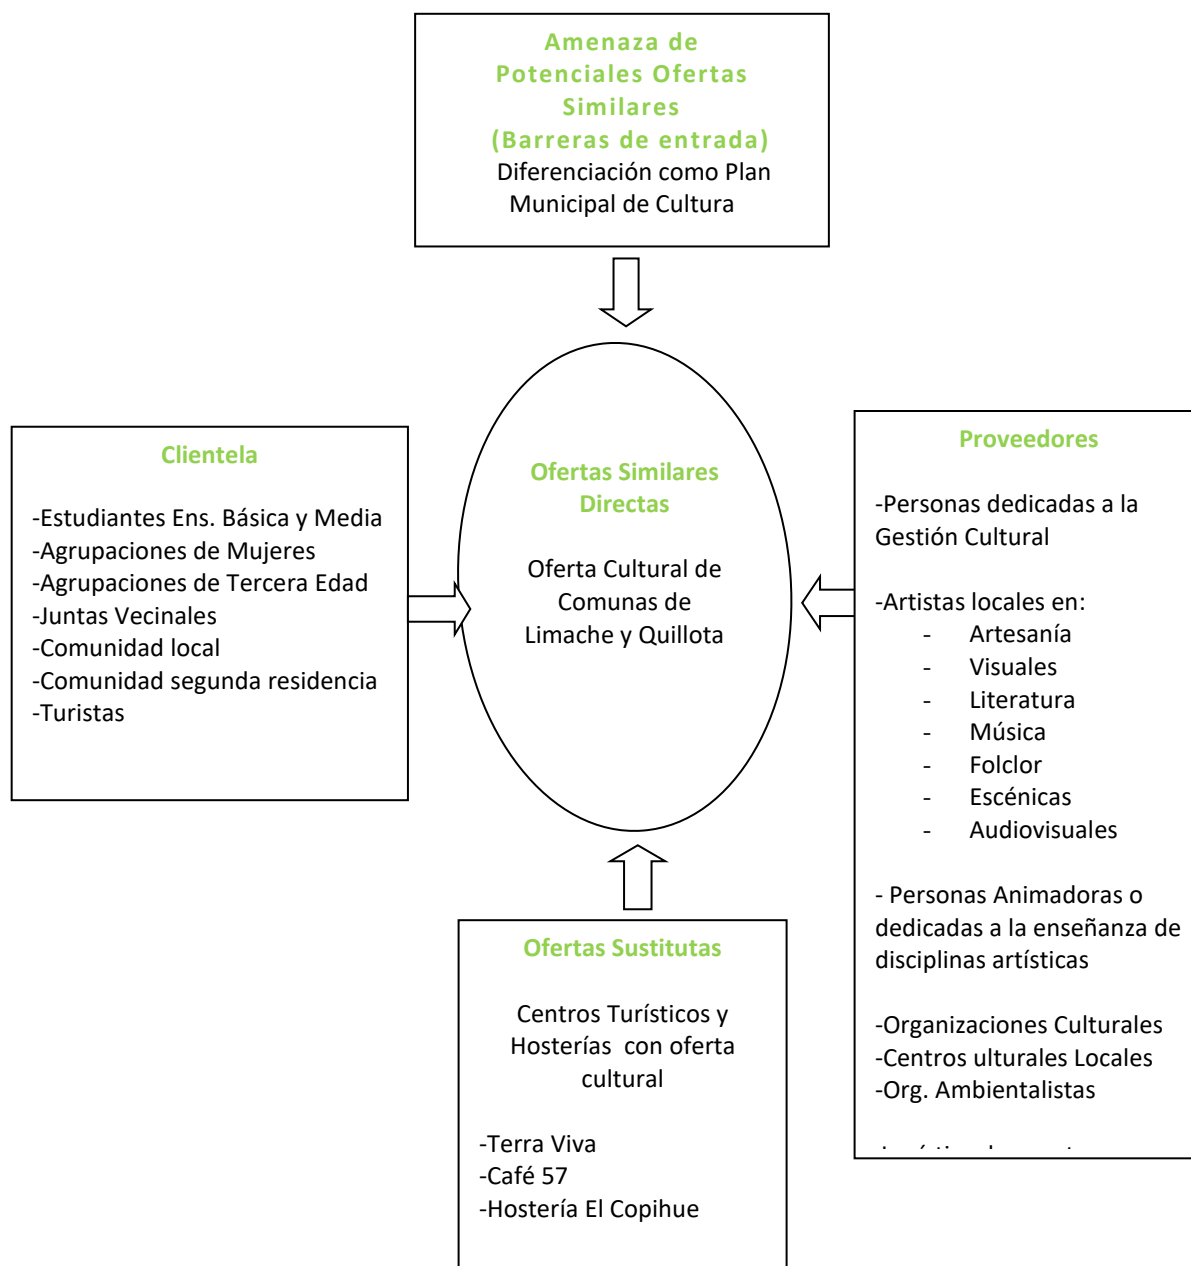 Amenaza de
Potenciales Ofertas
Similares
(Barreras de entrada)
Diferenciación como Plan
Municipal de Cultura
Clientela
-Estudiantes Ens. Básica y Media
-Agrupaciones de Mujeres
-Agrupaciones de Tercera Edad
-Juntas Vecinales
-Comunidad local
-Comunidad segunda residencia
-Turistas
Ofertas Similares
Directas
Oferta Cultural de
Comunas de
Limache y Quillota
Proveedores
-Personas dedicadas a la
Gestión Cultural
-Artistas locales en:
- Artesanía
- Visuales
- Literatura
- Música
- Folclor
- Escénicas
- Audiovisuales
- Personas Animadoras o
dedicadas a la enseñanza de
disciplinas artísticas
-Organizaciones Culturales
-Centros ulturales Locales
-Org. Ambientalistas
Ofertas Sustitutas
Centros Turísticos y
Hosterías con oferta
cultural
-Terra Viva
-Café 57
-Hostería El Copihue